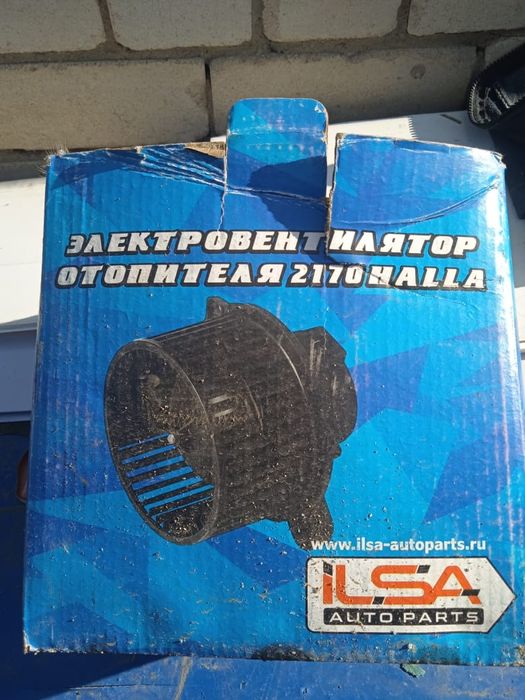 ЭЛЕКТРОВЕНТИЛЯТОР
ОТОПИТЕЛЯ 2170 HALLA
www.ilsa-autoparts.ru
ILSA
AUTO PARTS